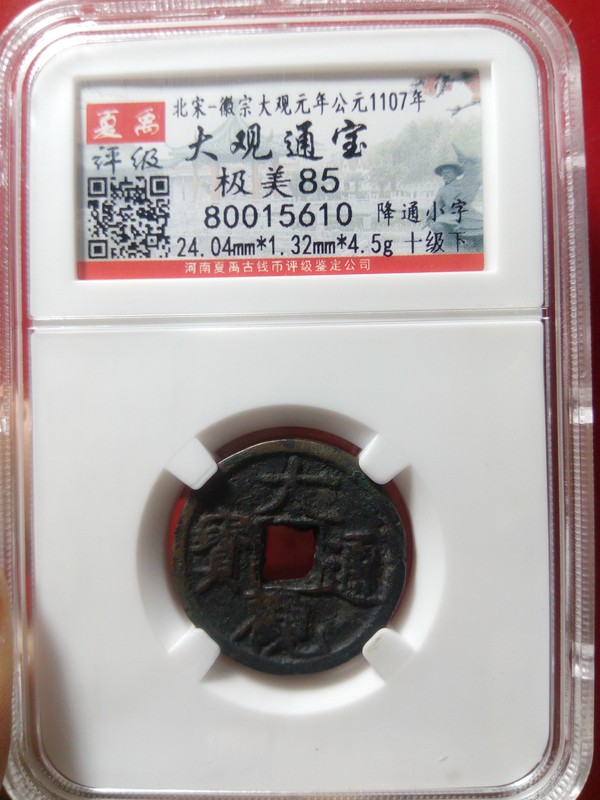 北宋-徽宗大观元年公元1107年
夏禹
评级
大观通宝
极美85
80015610 降通小字
24.04mm*1.32mm*4.5g 十级下
河南夏禹古钱币评级鉴定公司
大
通
寶
觀